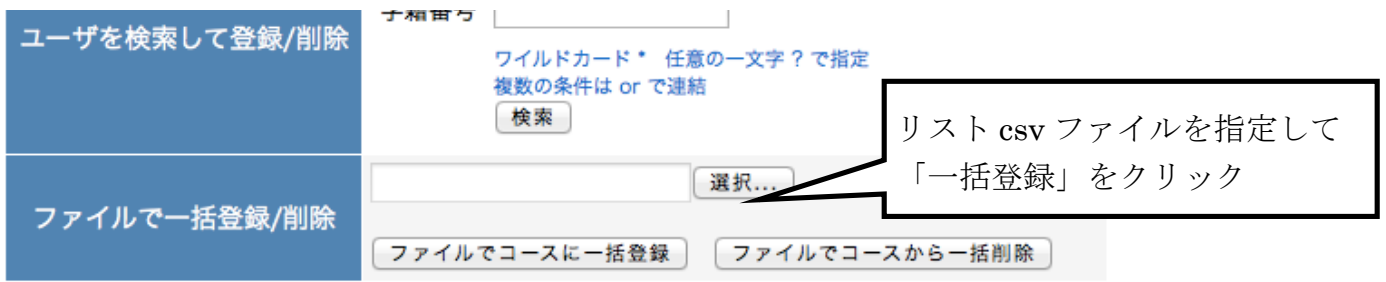 ユーザを検索して登録/削除
学籍番号
ワイルドカード * 任意の一文字 ? で指定
複数の条件は or で連結
検索
リスト csv ファイルを指定して
「一括登録」をクリック
選択...
ファイルで一括登録/削除
ファイルでコースに一括登録
ファイルでコースから一括削除